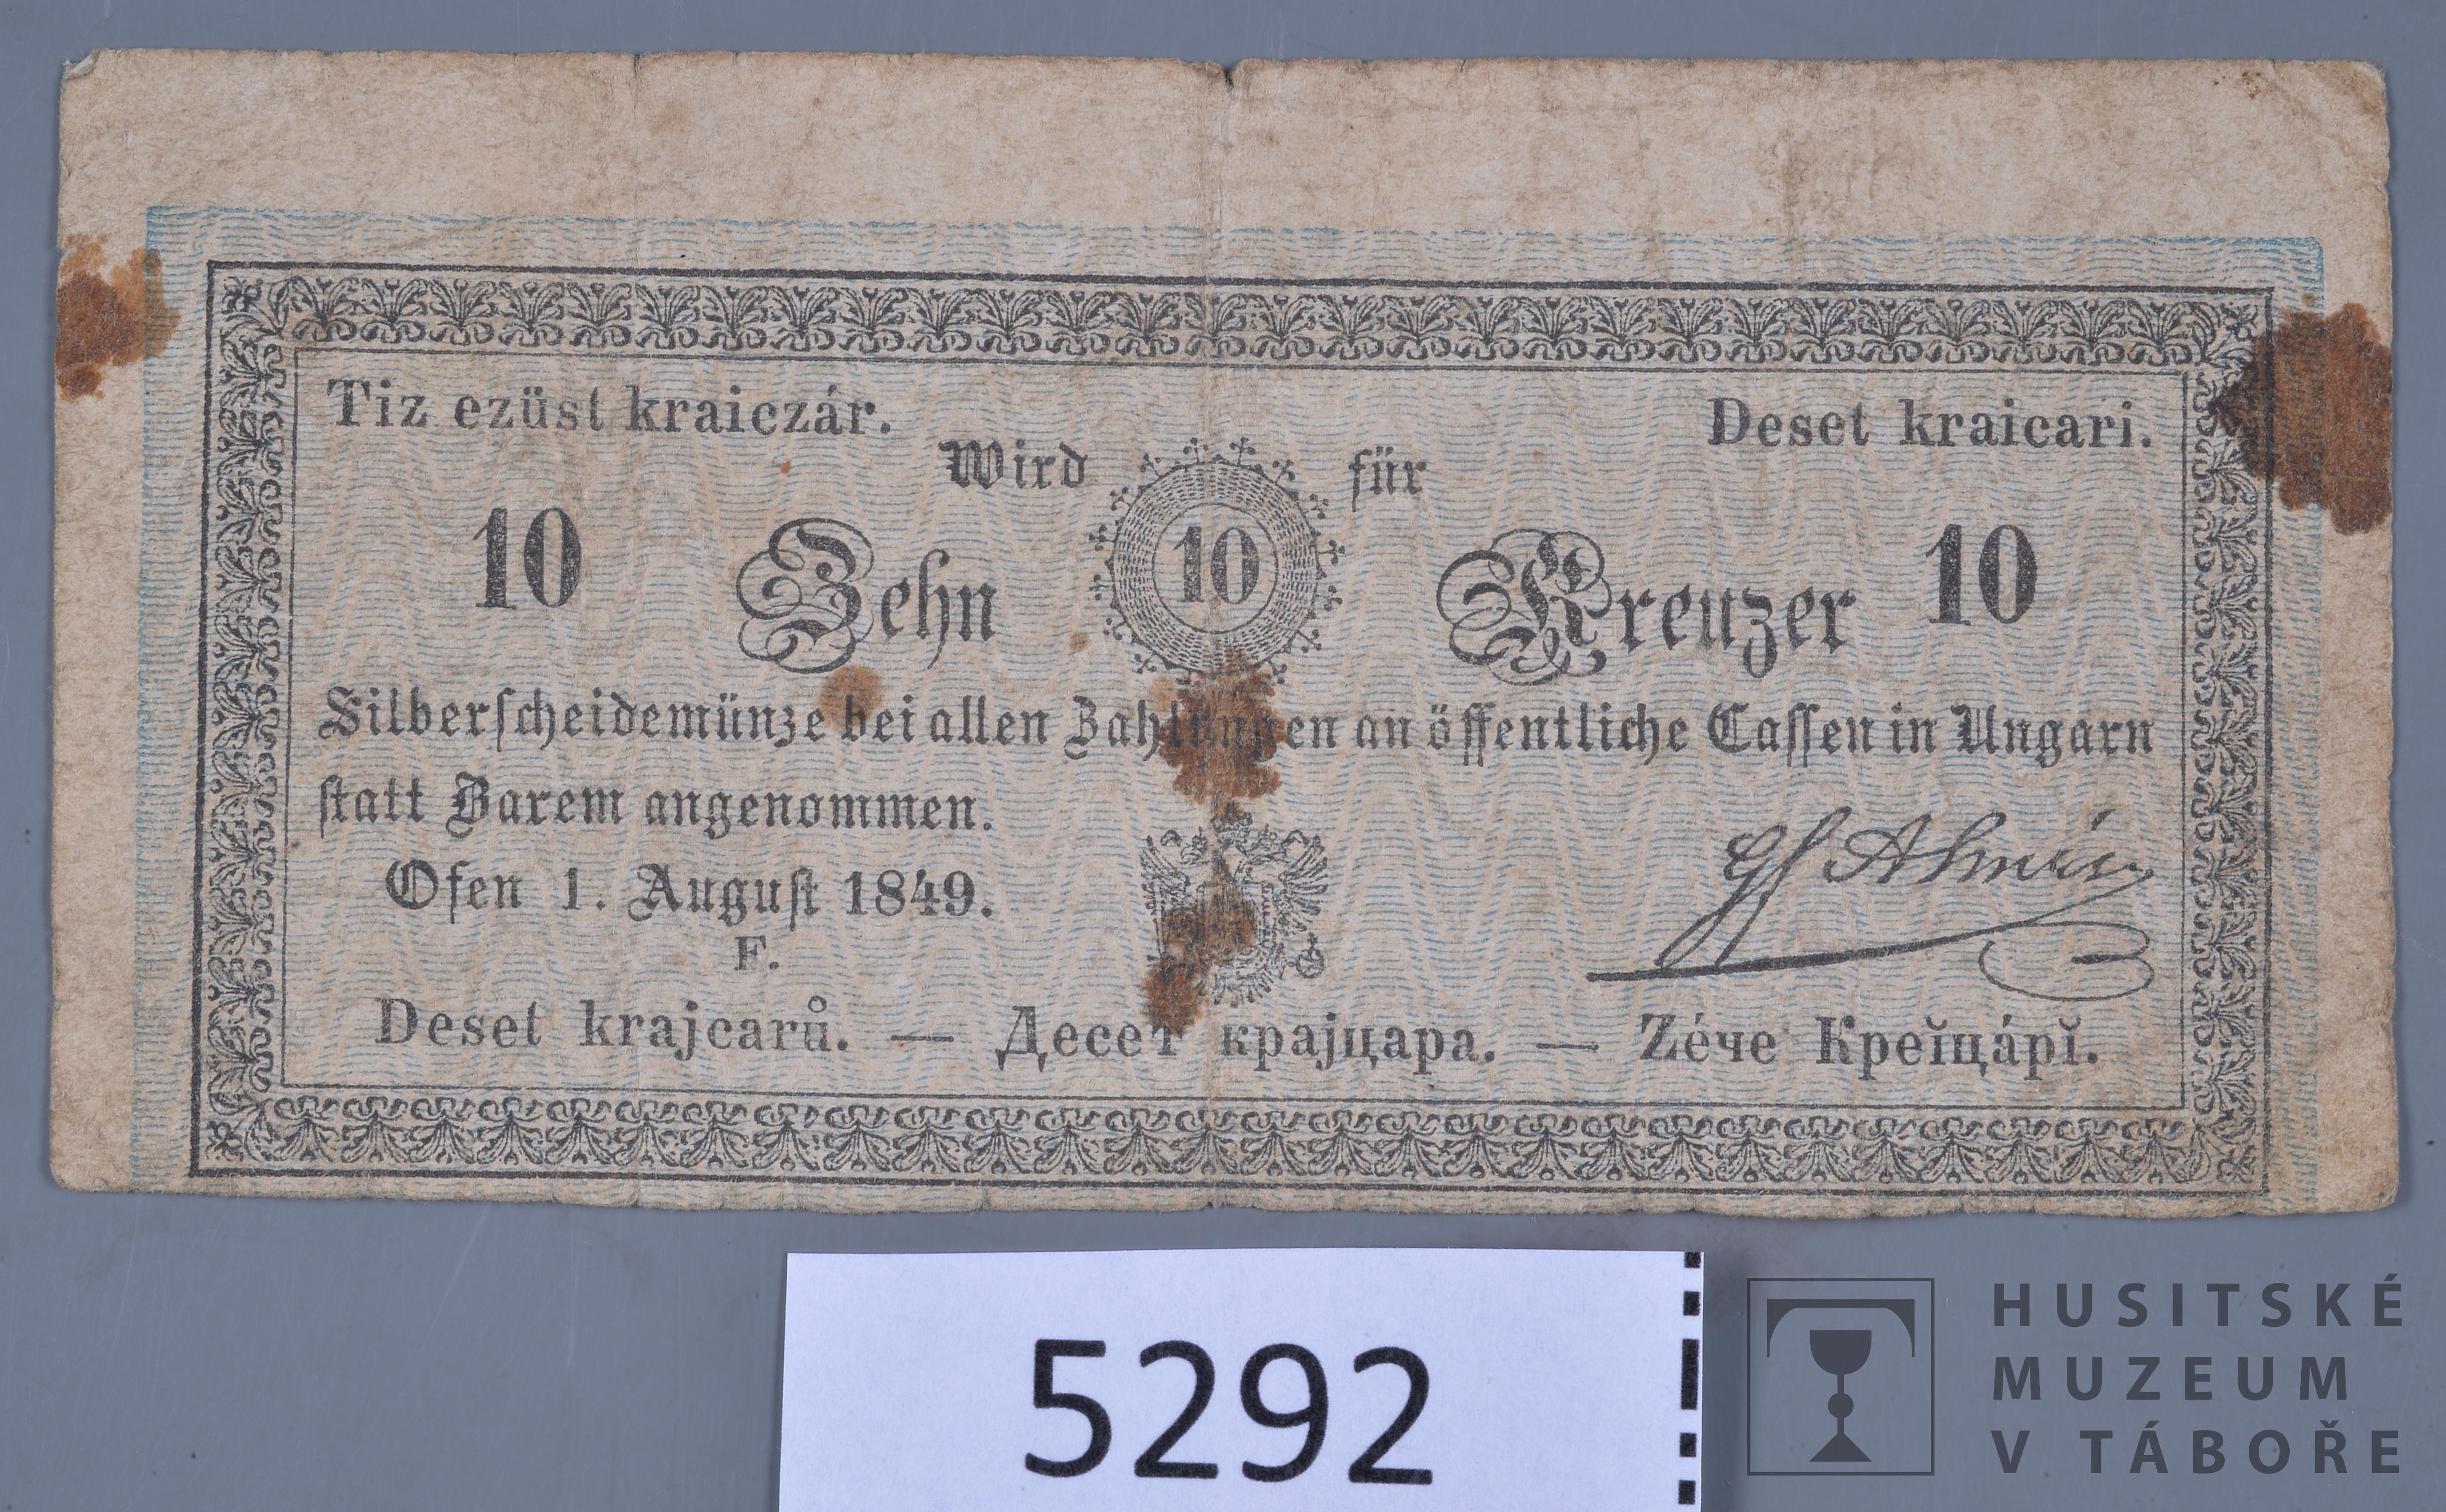 Tiz ezüst kraiczár.
Deset kraicari.
Wird für
10 Zehn 10 Kreuzer 10
Silberscheidemünze bei allen Zahlungen an öffentliche Cassen in Ungarn
statt Barem angenommen.
Ofen 1. August 1849.
F.
Deset krajcarů. — Десет крајцара. — Zéче Креĭцápĭ.
5292
HUSITSKÉ
MUZEUM
V TÁBOŘE